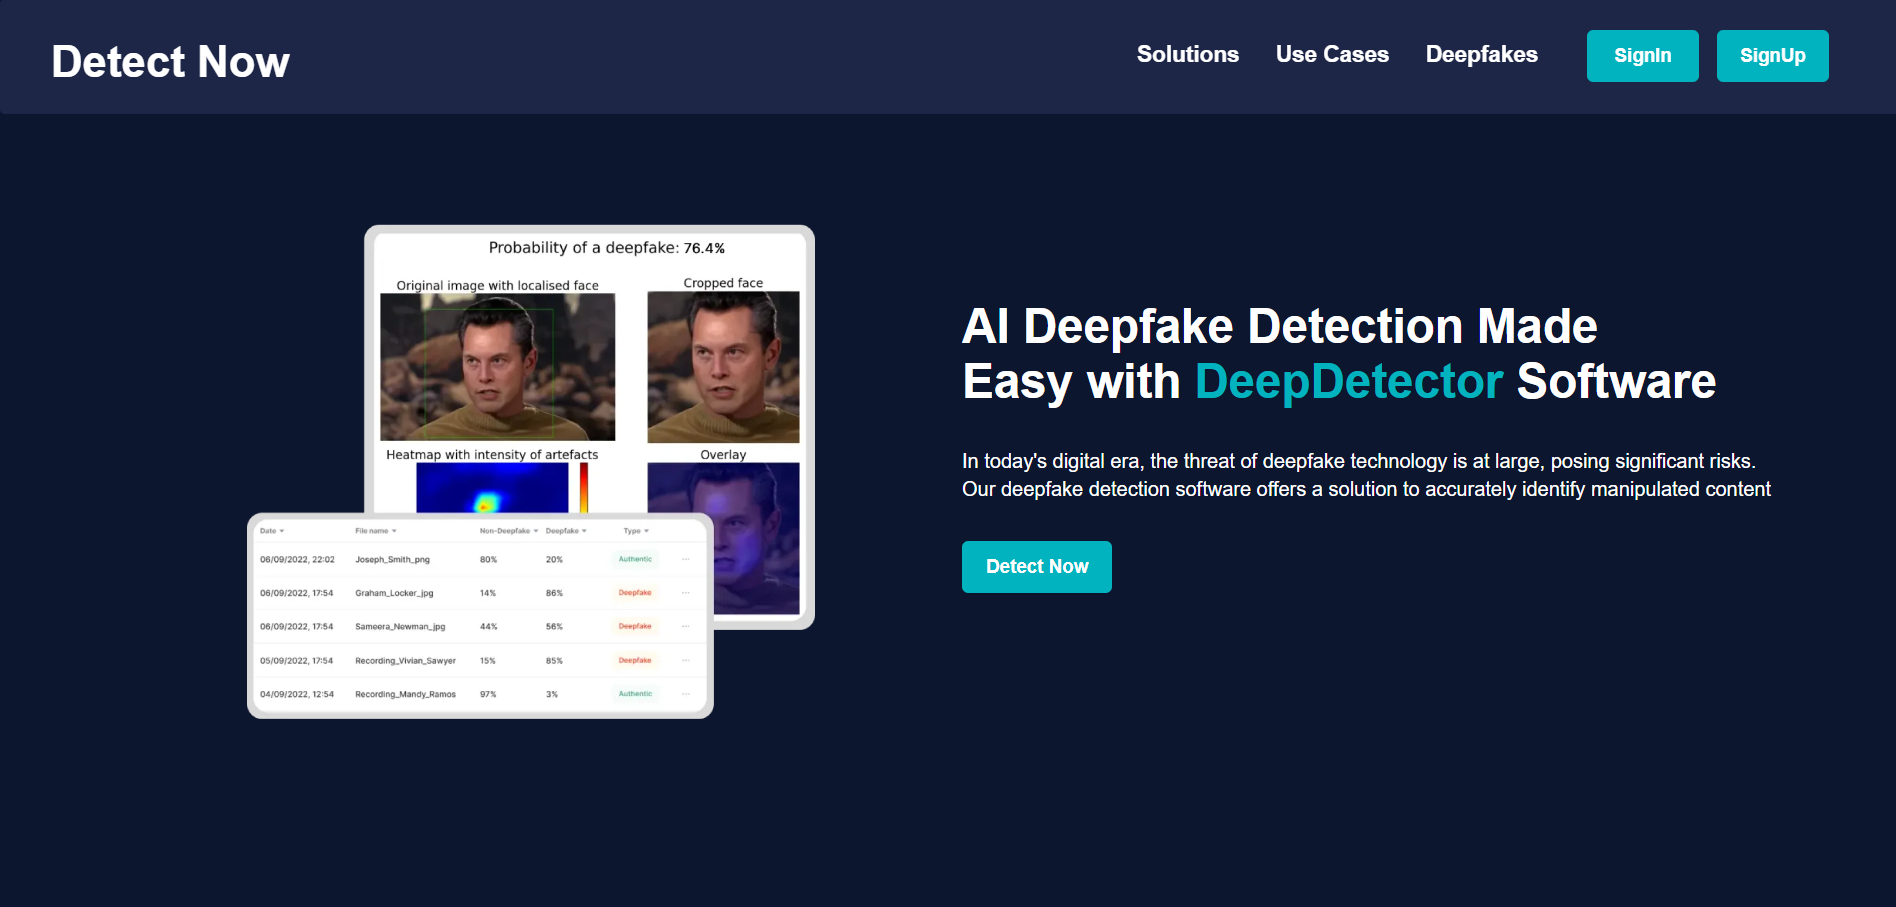 Detect Now
Solutions
Use Cases
Deepfakes
SignIn
SignUp
Probability of a deepfake: 76.4%
Original image with localised face
Cropped face
Heatmap with intensity of artefacts
Overlay
Date File name Non-Deepfake Deepfake Type
06/09/2022, 22:02 Joseph_Smith_png 80% 20% Authentic ...
06/09/2022, 17:54 Graham_Locker_jpg 14% 86% Deepfake ...
06/09/2022, 17:54 Sameera_Newman_jpg 44% 56% Deepfake ...
05/09/2022, 17:54 Recording_Vivian_Sawyer 15% 85% Deepfake ...
04/09/2022, 12:54 Recording_Mandy_Ramos 97% 3% Authentic ...
AI Deepfake Detection Made
Easy with DeepDetector Software
In today's digital era, the threat of deepfake technology is at large, posing significant risks.
Our deepfake detection software offers a solution to accurately identify manipulated content
Detect Now